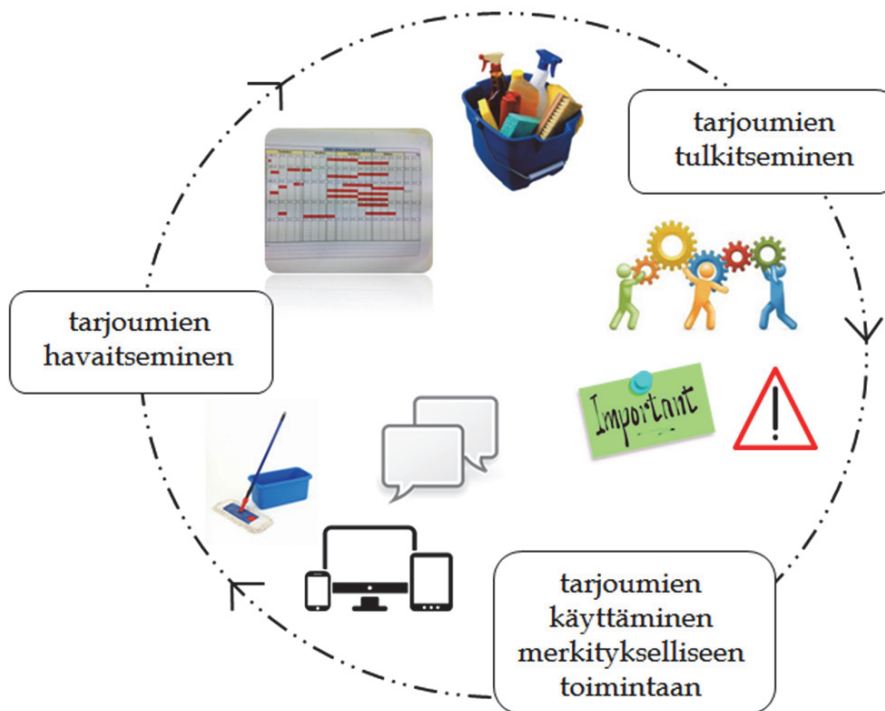 tarjoumien
tulkitseminen
tarjoumien
havaitseminen
Important
!
tarjoumien
käyttäminen
merkitykselliseen
toimintaan